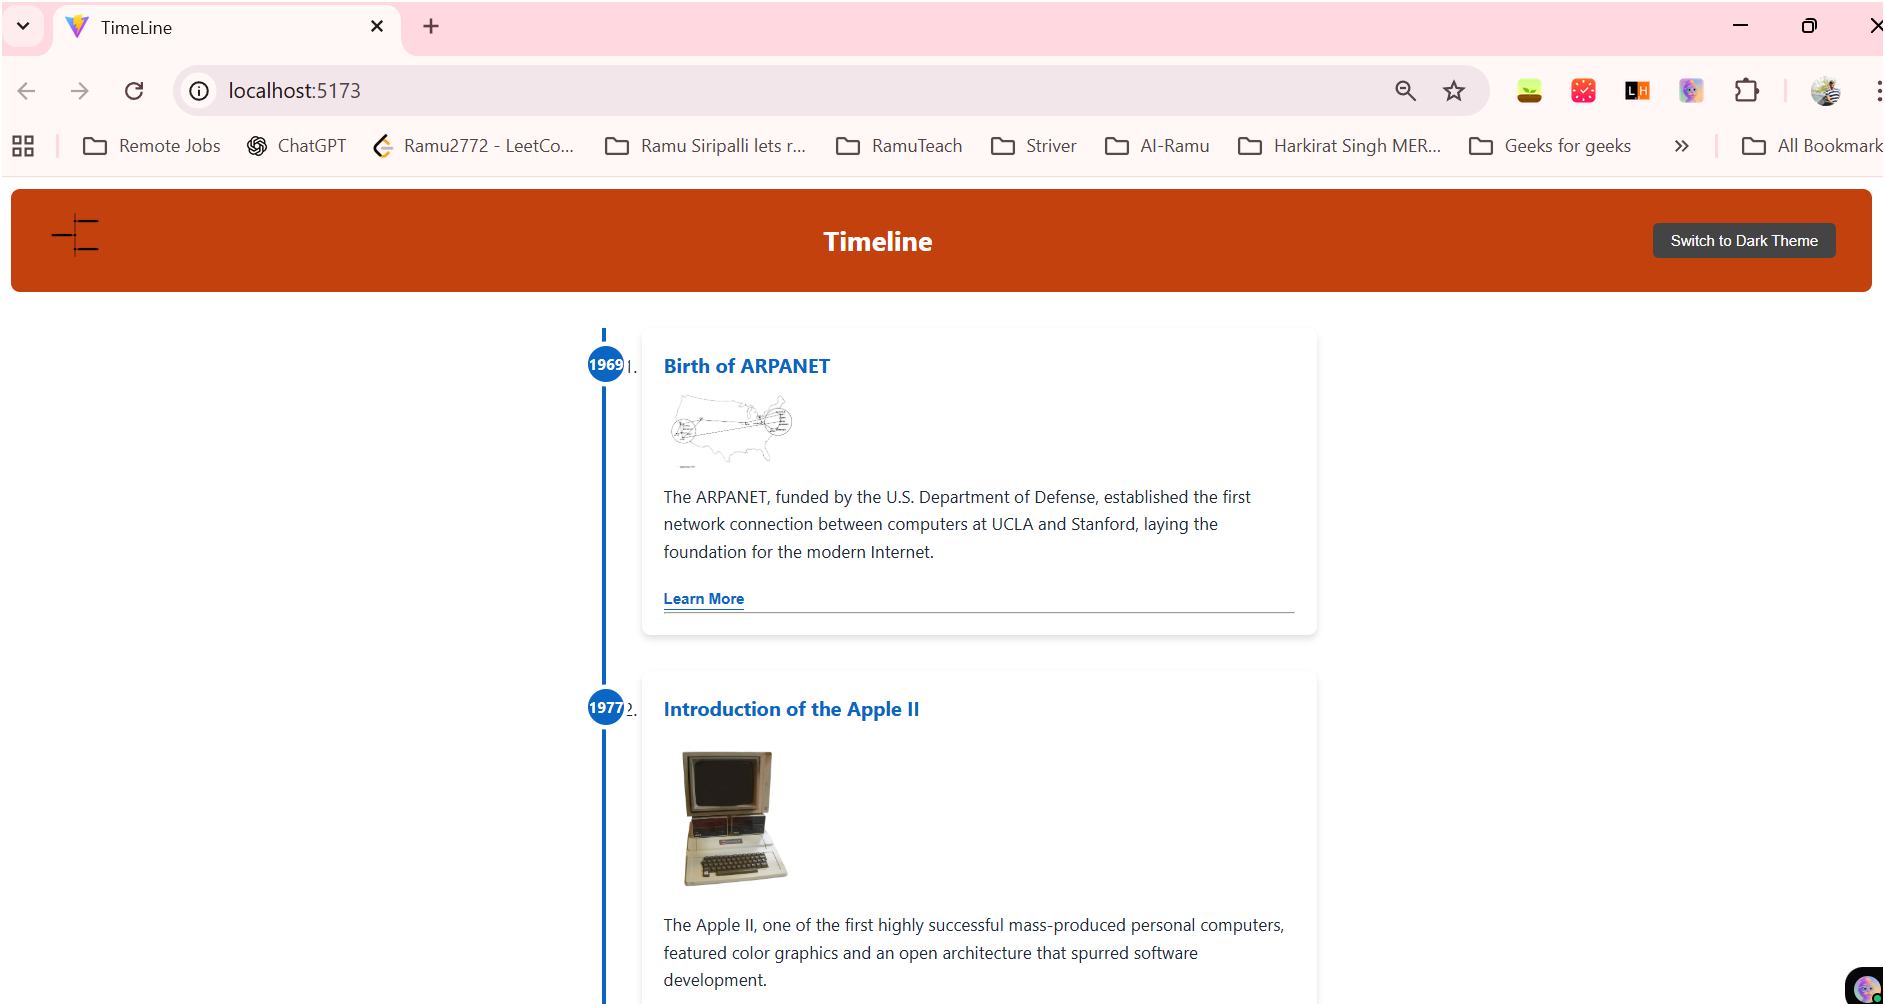 TimeLine
localhost:5173
Remote Jobs
ChatGPT
Ramu2772 - LeetCo...
Ramu Siripalli lets r...
RamuTeach
Striver
AI-Ramu
Harkirat Singh MER...
Geeks for geeks
All Bookmark
LH
Timeline
Switch to Dark Theme
1969
1.
Birth of ARPANET
The ARPANET, funded by the U.S. Department of Defense, established the first
network connection between computers at UCLA and Stanford, laying the
foundation for the modern Internet.
Learn More
1977
2.
Introduction of the Apple II
The Apple II, one of the first highly successful mass-produced personal computers,
featured color graphics and an open architecture that spurred software
development.